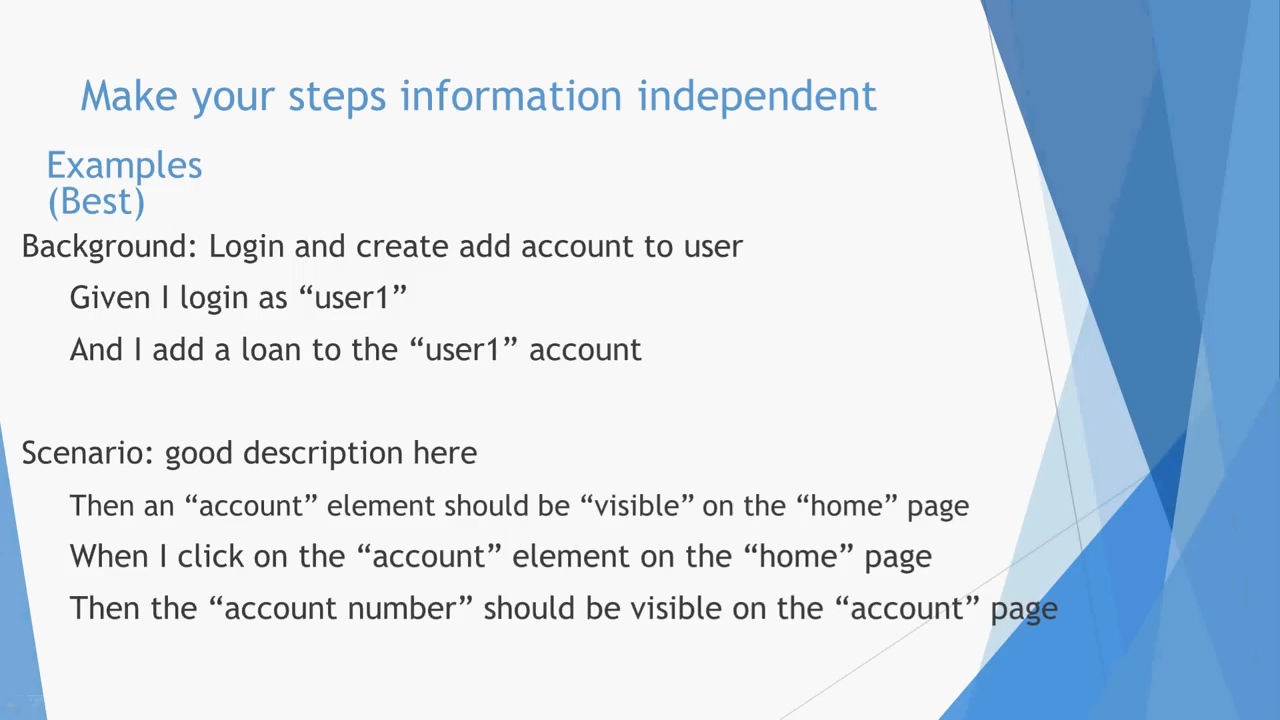 Make your steps information independent
Examples
(Best)
Background: Login and create add account to user
Given I login as “user1”
And I add a loan to the “user1” account
Scenario: good description here
Then an “account” element should be “visible” on the “home” page
When I click on the “account” element on the “home” page
Then the “account number” should be visible on the “account” page